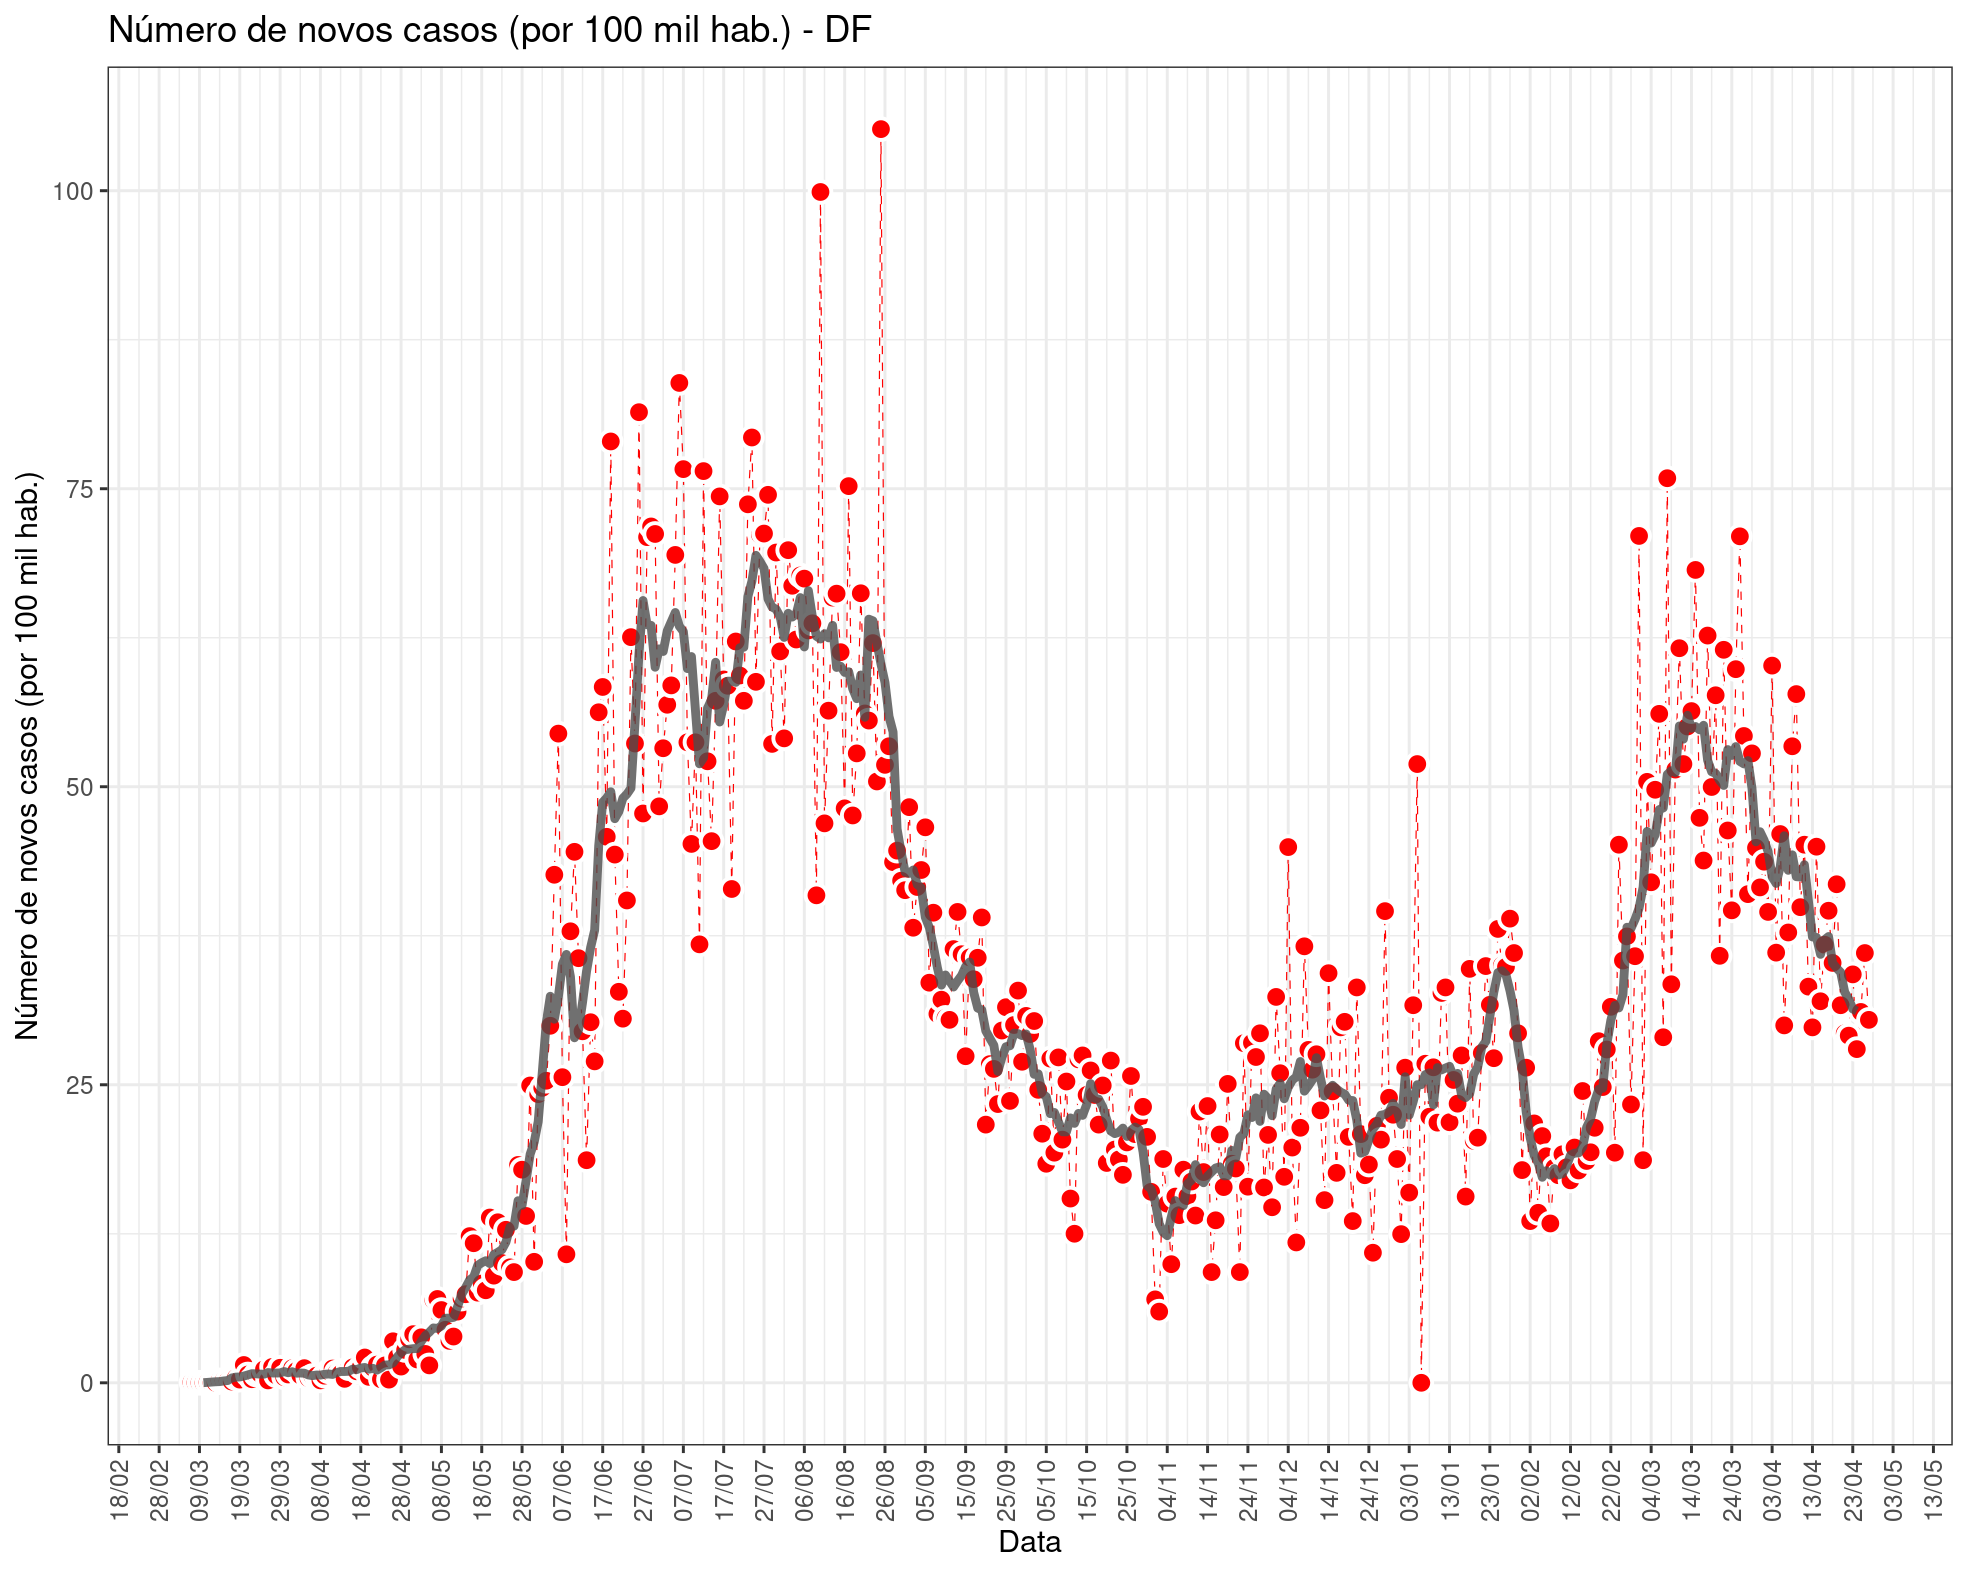 Número de novos casos (por 100 mil hab.) - DF
Número de novos casos (por 100 mil hab.)
100
75
50
25
0
18/02 28/02 09/03 19/03 29/03 08/04 18/04 28/04 08/05 18/05 28/05 07/06 17/06 27/06 07/07 17/07 27/07 06/08 16/08 26/08 05/09 15/09 25/09 05/10 15/10 25/10 04/11 14/11 24/11 04/12 14/12 24/12 03/01 13/01 23/01 02/02 12/02 22/02 04/03 14/03 24/03 03/04 13/04 23/04 03/05 13/05
Data